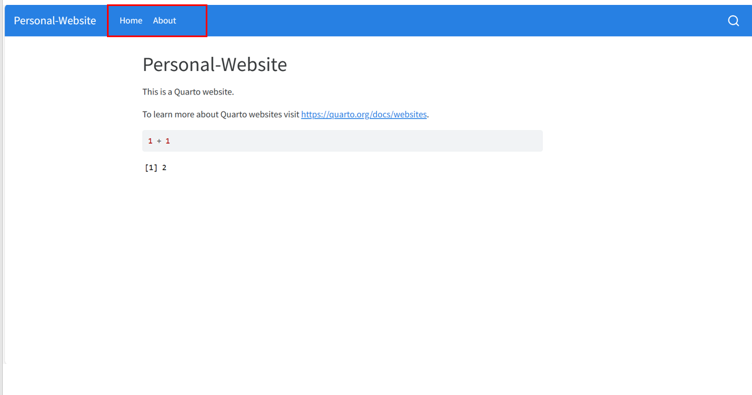 Personal-Website Home About
Personal-Website
This is a Quarto website.
To learn more about Quarto websites visit https://quarto.org/docs/websites.
1 + 1
[1] 2